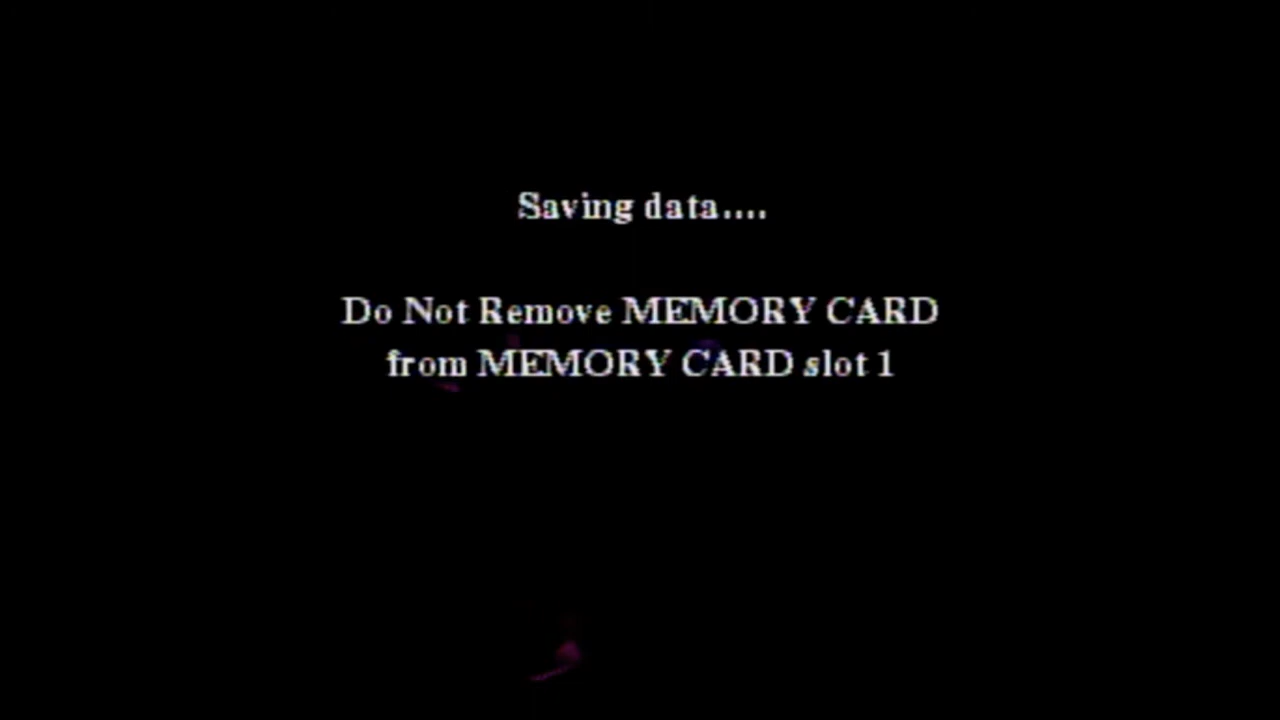 Saving data....
Do Not Remove MEMORY CARD
from MEMORY CARD slot 1